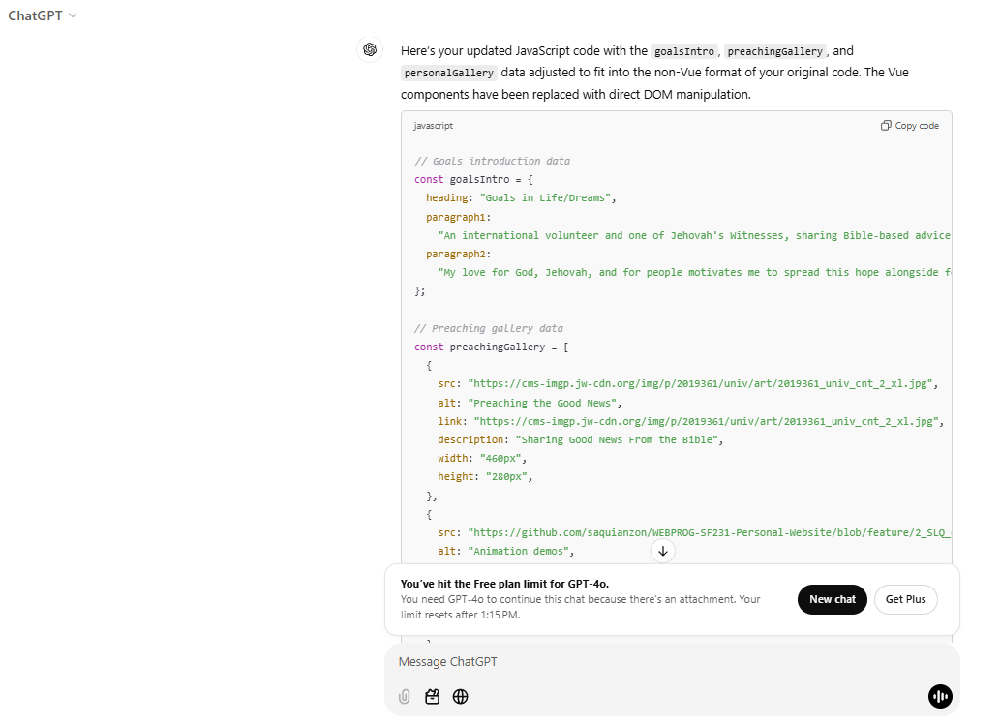 ChatGPT
Here's your updated JavaScript code with the goalsIntro, preachingGallery, and
personalGallery data adjusted to fit into the non-Vue format of your original code. The Vue
components have been replaced with direct DOM manipulation.
javascript
Copy code
// Goals introduction data
const goalsIntro = {
heading: "Goals in Life/Dreams",
paragraph1:
"An international volunteer and one of Jehovah's Witnesses, sharing Bible-based advice
paragraph2:
"My love for God, Jehovah, and for people motivates me to spread this hope alongside
};
// Preaching gallery data
const preachingGallery = [
{
src: "https://cms-imgp.jw-cdn.org/img/p/2019361/univ/art/2019361_univ_cnt_2_xl.jpg",
alt: "Preaching the Good News",
link: "https://cms-imgp.jw-cdn.org/img/p/2019361/univ/art/2019361_univ_cnt_2_xl.jpg",
description: "Sharing Good News From the Bible",
width: "460px",
height: "280px",
},
{
src: "https://github.com/saquianzon/WEBPROG-SF231-Personal-Website/blob/feature/2_SLQ_
alt: "Animation demos",
You've hit the Free plan limit for GPT-4o.
You need GPT-4o to continue this chat because there's an attachment. Your
limit resets after 1:15 PM.
New chat
Get Plus
Message ChatGPT